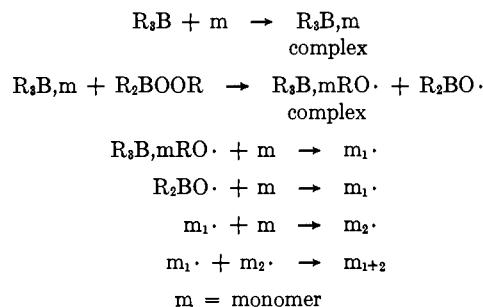 R₃B + m → R₃B,m
complex
R₃B,m + R₂BOOR → R₃B,mRO· + R₂BO·
complex
R₃B,mRO· + m → m₁·
R₂BO· + m → m₁·
m₁· + m → m₂·
m₁· + m₂· → m₁₊₂
m = monomer